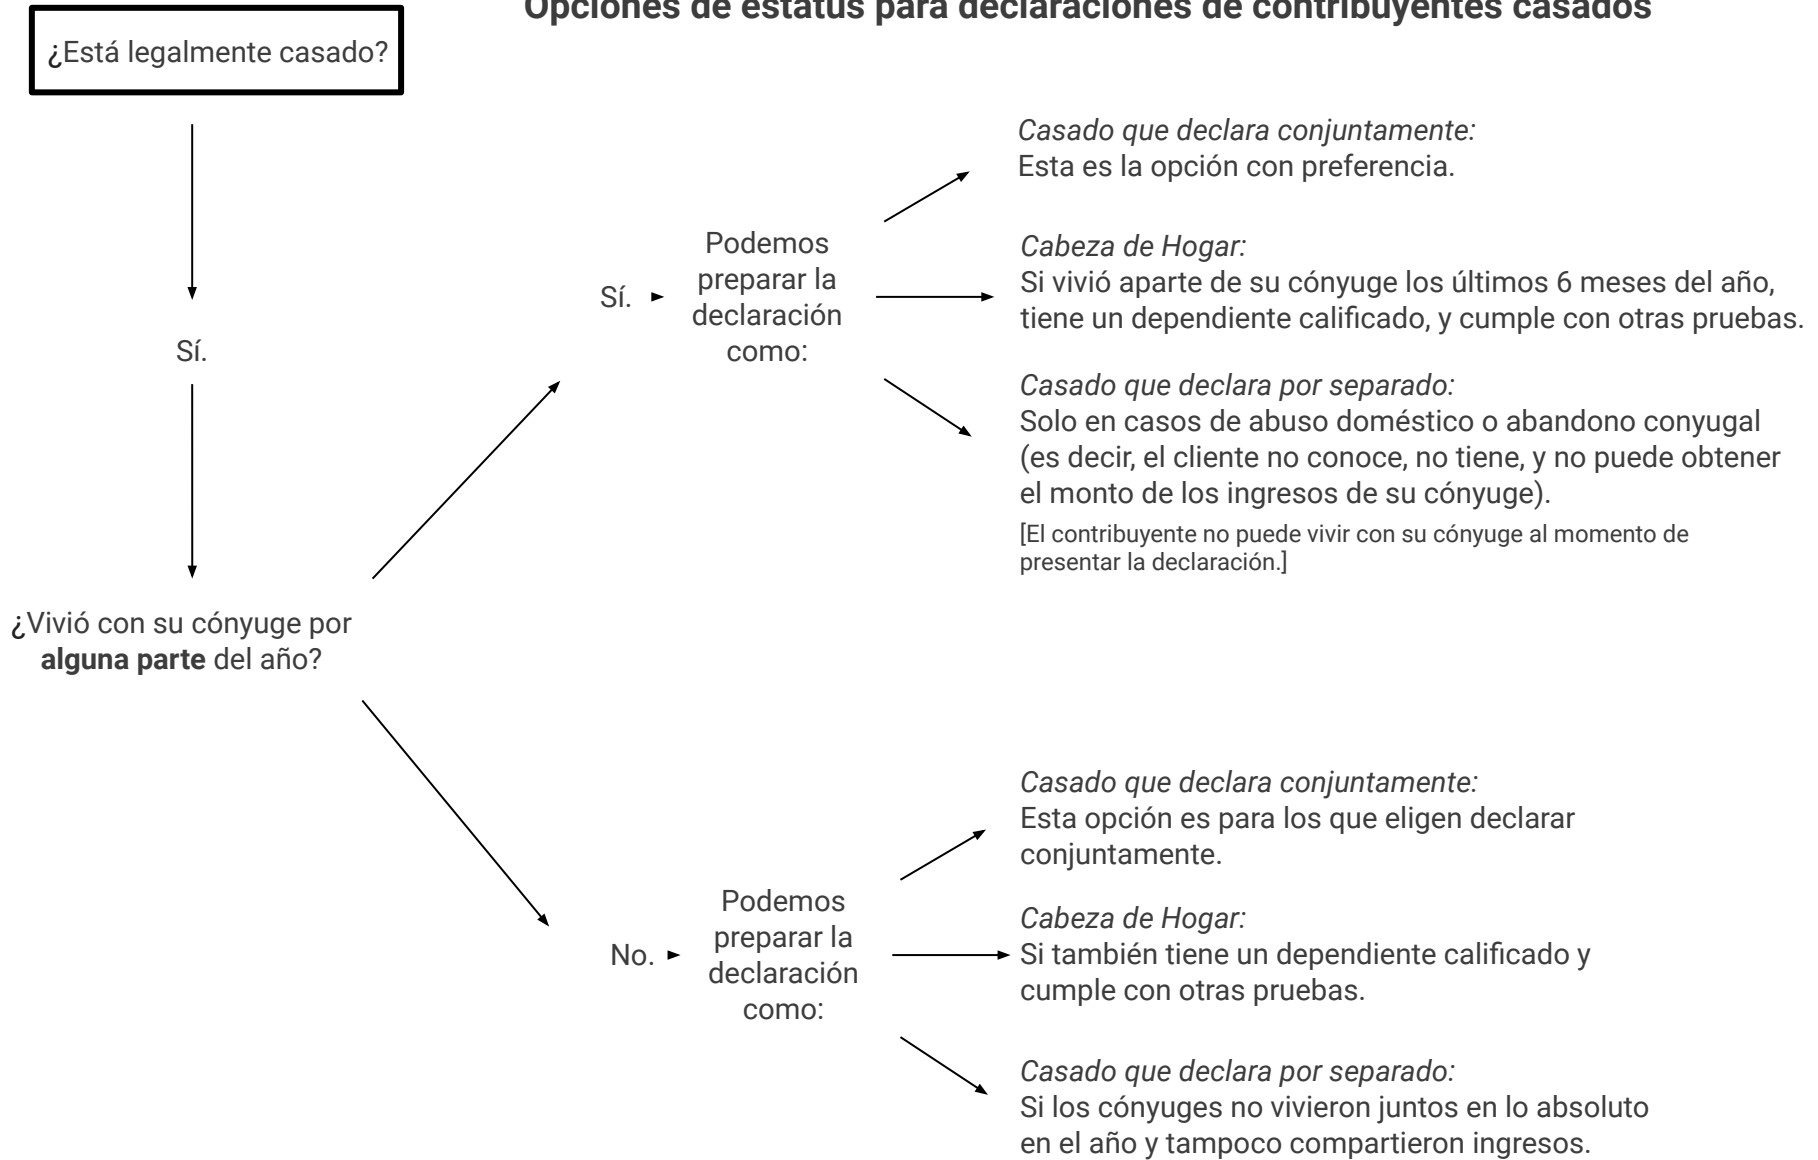 Opciones de estatus para declaraciones de contribuyentes casados
¿Está legalmente casado?
Sí.
¿Vivió con su cónyuge por
alguna parte del año?
Sí.
Podemos
preparar la
declaración
como:
Casado que declara conjuntamente:
Esta es la opción con preferencia.
Cabeza de Hogar:
Si vivió aparte de su cónyuge los últimos 6 meses del año,
tiene un dependiente calificado, y cumple con otras pruebas.
Casado que declara por separado:
Solo en casos de abuso doméstico o abandono conyugal
(es decir, el cliente no conoce, no tiene, y no puede obtener
el monto de los ingresos de su cónyuge).
[El contribuyente no puede vivir con su cónyuge al momento de
presentar la declaración.]
No.
Podemos
preparar la
declaración
como:
Casado que declara conjuntamente:
Esta opción es para los que eligen declarar
conjuntamente.
Cabeza de Hogar:
Si también tiene un dependiente calificado y
cumple con otras pruebas.
Casado que declara por separado:
Si los cónyuges no vivieron juntos en lo absoluto
en el año y tampoco compartieron ingresos.